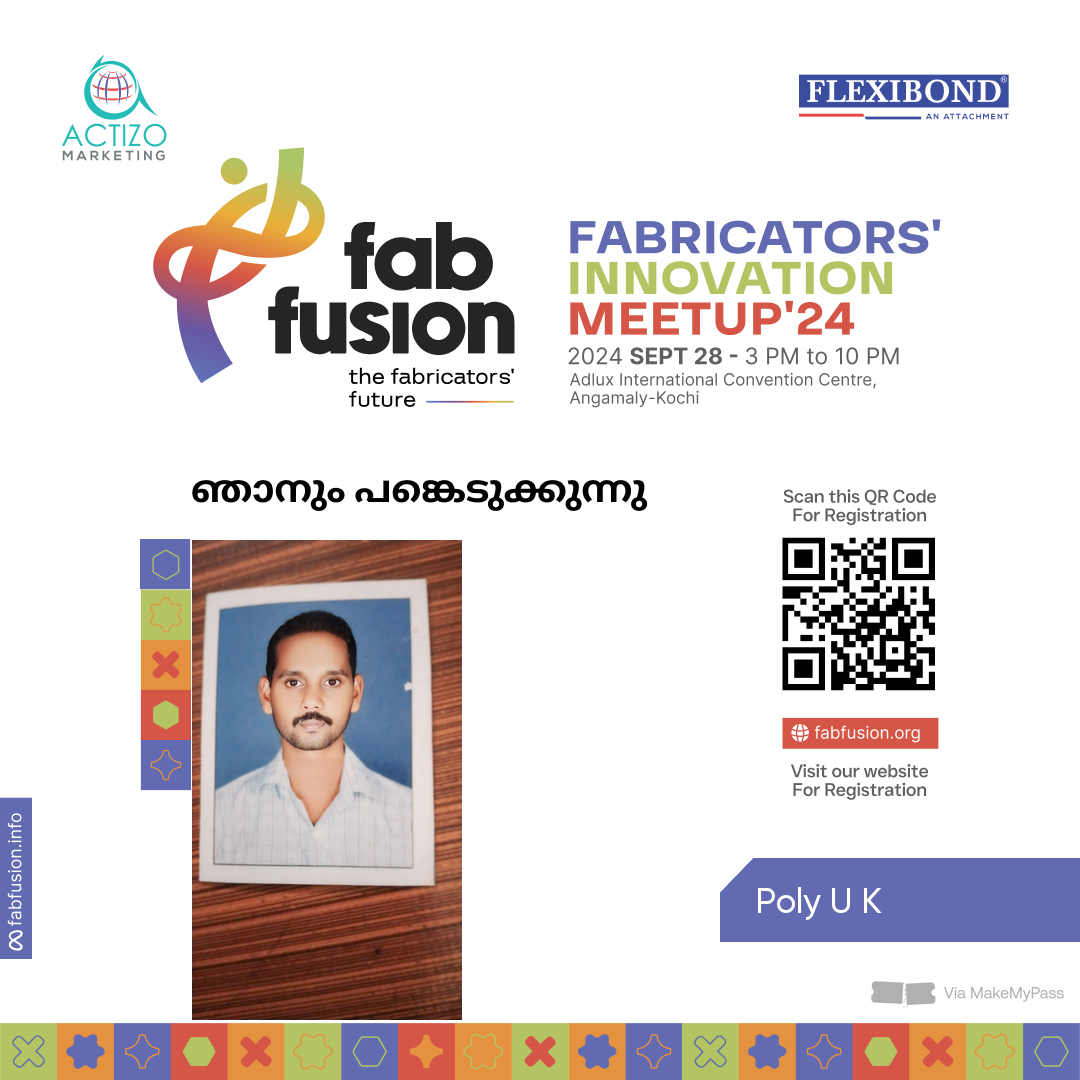 ACTIZO
MARKETING
FLEXIBOND®
AN ATTACHMENT
fab
fusion
the fabricators'
future
FABRICATORS'
INNOVATION
MEETUP'24
2024 SEPT 28 - 3 PM to 10 PM
Adlux International Convention Centre,
Angamaly-Kochi
ഞാനും പങ്കെടുക്കുന്നു
Scan this QR Code
For Registration
fabfusion.org
Visit our website
For Registration
fabfusion.info
Poly U K
Via MakeMyPass